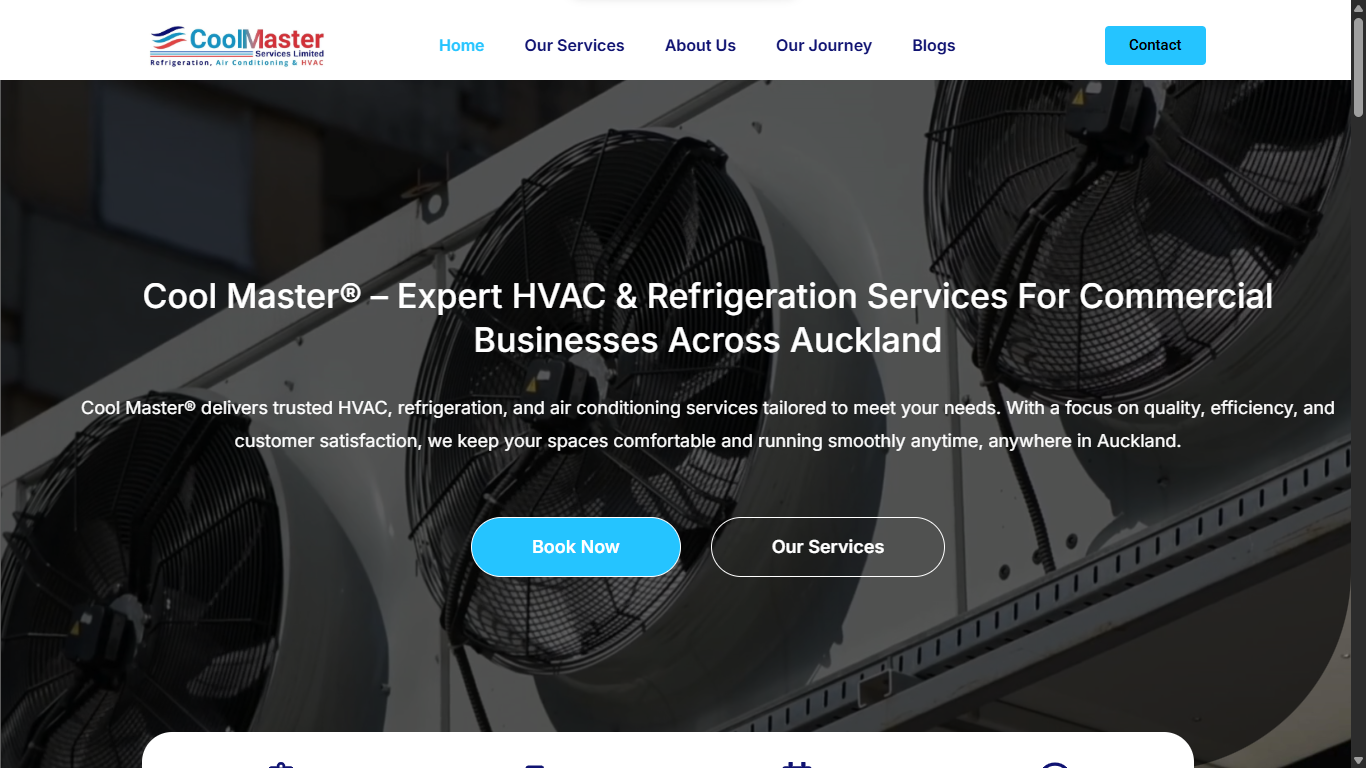 CoolMaster
Services Limited
Refrigeration, Air Conditioning & HVAC
Home
Our Services
About Us
Our Journey
Blogs
Contact
Cool Master® – Expert HVAC & Refrigeration Services For Commercial
Businesses Across Auckland
Cool Master® delivers trusted HVAC, refrigeration, and air conditioning services tailored to meet your needs. With a focus on quality, efficiency, and
customer satisfaction, we keep your spaces comfortable and running smoothly anytime, anywhere in Auckland.
Book Now
Our Services